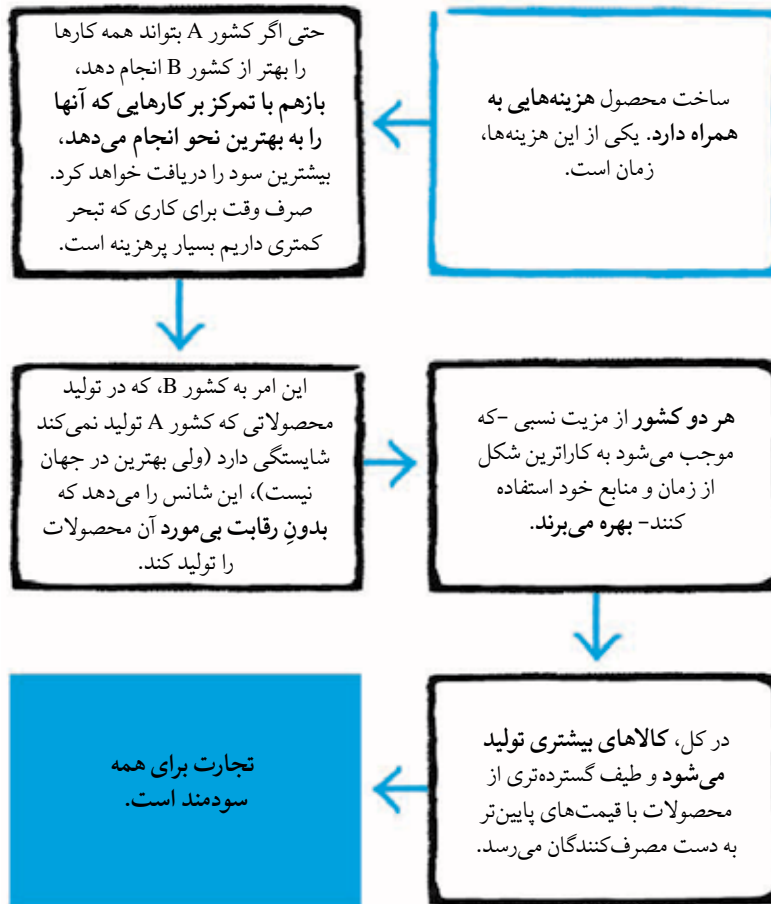 ساخت محصول هزینه‌هایی به
همراه دارد. یکی از این هزینه‌ها،
زمان است.
حتی اگر کشور A بتواند همه کارها
را بهتر از کشور B انجام دهد،
بازهم با تمرکز بر کارهایی که آنها
را به بهترین نحو انجام می‌دهد،
بیشترین سود را دریافت خواهد کرد.
صرف وقت برای کاری که تبحر
کمتری داریم بسیار پرهزینه است.
این امر به کشور B، که در تولید
محصولاتی که کشور A تولید نمی‌کند
شایستگی دارد (ولی بهترین در جهان
نیست)، این شانس را می‌دهد که
بدونِ رقابت بی‌مورد آن محصولات
را تولید کند.
هر دو کشور از مزیت نسبی -که
موجب می‌شود به کاراترین شکل
از زمان و منابع خود استفاده
کنند- بهره می‌برند.
در کل، کالاهای بیشتری تولید
می‌شود و طیف گسترده‌تری از
محصولات با قیمت‌های پایین‌تر
به دست مصرف‌کنندگان می‌رسد.
تجارت برای همه
سودمند است.